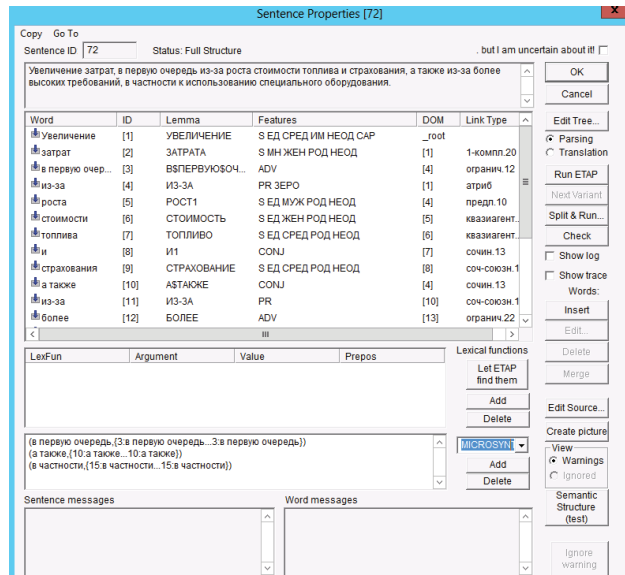 Sentence Properties [72]
x
Copy Go To
Sentence ID 72 Status: Full Structure . but I am uncertain about it!
Увеличение затрат, в первую очередь из-за роста стоимости топлива и страхования, а также из-за более
высоких требований, в частности к использованию специального оборудования.
OK
Cancel
Word ID Lemma Features DOM Link Type
Увеличение [1] УВЕЛИЧЕНИЕ S ЕД СРЕД ИМ НЕОД CAP _root
затрат [2] ЗАТРАТА S МН ЖЕН РОД НЕОД [1] 1-компл.20
в первую очер... [3] В$ПЕРВУЮ$ОЧ... ADV [4] огранич.12
из-за [4] ИЗ-ЗА PR ЗЕРО [1] атриб
роста [5] РОСТ1 S ЕД МУЖ РОД НЕОД [4] предл.10
стоимости [6] СТОИМОСТЬ S ЕД ЖЕН РОД НЕОД [5] квазиагент.
топлива [7] ТОПЛИВО S ЕД СРЕД РОД НЕОД [6] квазиагент.
и [8] И1 CONJ [7] сочин.13
страхования [9] СТРАХОВАНИЕ S ЕД СРЕД РОД НЕОД [8] соч-союзн.1
а также [10] А$ТАКЖЕ CONJ [4] сочин.13
из-за [11] ИЗ-ЗА PR [10] соч-союзн.1
более [12] БОЛЕЕ ADV [13] огранич.22
Edit Tree...
Parsing
Translation
Run ETAP
Next Variant
Split & Run...
Check
Show log
Show trace
Words:
Insert
Edit...
Delete
Merge
LexFun Argument Value Prepos
Lexical functions
Let ETAP
find them
Add
Delete
Edit Source...
Create picture
(в первую очередь,{3:в первую очередь...3:в первую очередь})
(а также,{10:а также...10:а также})
(в частности,{15:в частности...15:в частности})
MICROSYNT
Add
Delete
View
Warnings
Ignored
Semantic
Structure
(test)
Sentence messages Word messages
Ignore
warning